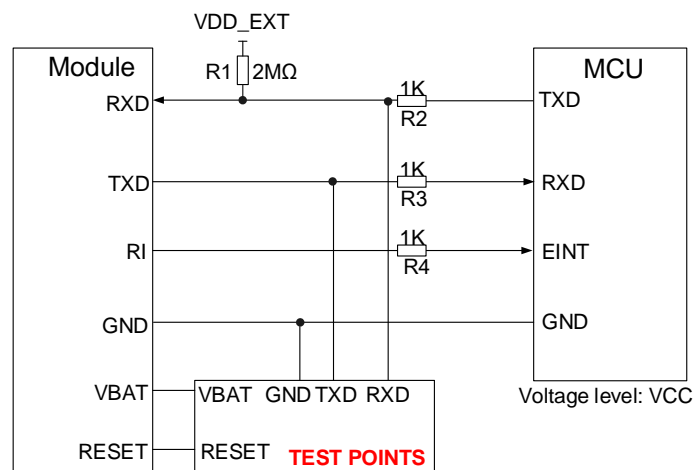 VDD_EXT
Module
R1 2MΩ
MCU
RXD
1K
R2
TXD
TXD
1K
R3
RXD
RI
1K
R4
EINT
GND
GND
VBAT
VBAT GND TXD RXD
Voltage level: VCC
RESET
RESET
TEST POINTS